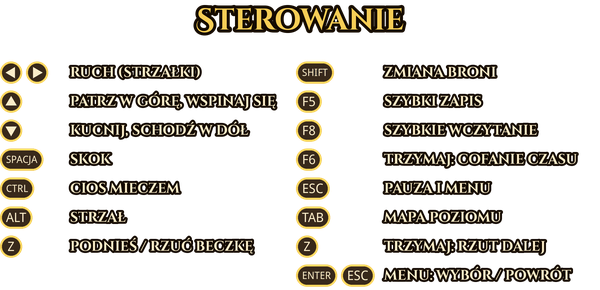 STEROWANIE
RUCH (STRZAŁKI)
PATRZ W GÓRĘ, WSPINAJ SIĘ
KUCNIJ, SCHODŹ W DÓŁ
SPACJA SKOK
CTRL CIOS MIECZEM
ALT STRZAŁ
Z PODNIEŚ / RZUĆ BECZKĘ
SHIFT ZMIANA BRONI
F5 SZYBKI ZAPIS
F8 SZYBKIE WCZYTANIE
F6 TRZYMAJ: COFANIE CZASU
ESC PAUZA I MENU
TAB MAPA POZIOMU
Z TRZYMAJ: RZUT DALEJ
ENTER ESC MENU: WYBÓR / POWRÓT